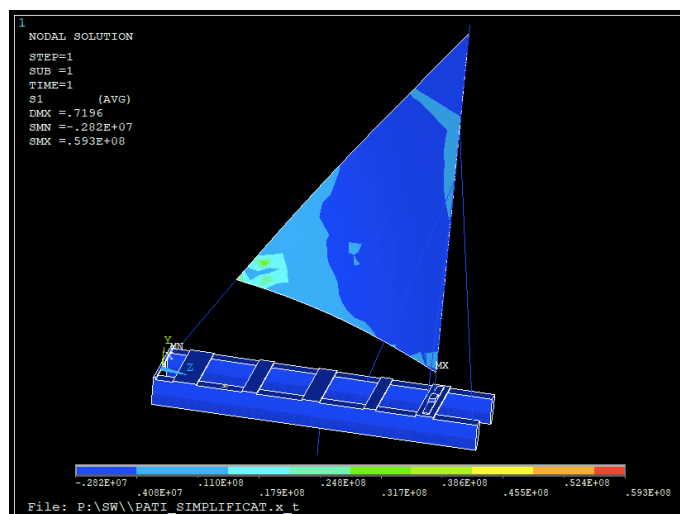 1
NODAL SOLUTION
STEP=1
SUB =1
TIME=1
S1 (AVG)
DMX =.7196
SMN =-.282E+07
SMX =.593E+08
Y
MN
X
Z
MX
-.282E+07 .110E+08 .248E+08 .386E+08 .524E+08
.408E+07 .179E+08 .317E+08 .455E+08 .593E+08
File: P:\SW\\PATI_SIMPLIFICAT.x_t